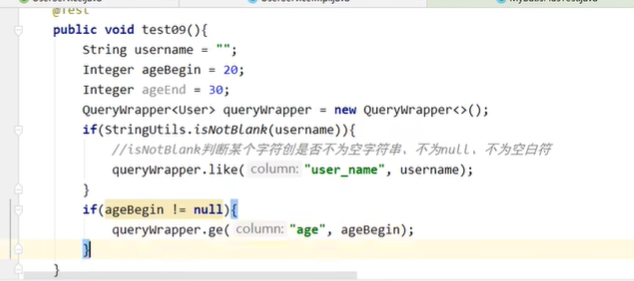 @Test
public void test09(){
String username = "";
Integer ageBegin = 20;
Integer ageEnd = 30;
QueryWrapper<User> queryWrapper = new QueryWrapper<>();
if(StringUtils.isNotBlank(username)){
//isNotBlank判断某个字符创是否不为空字符串、不为null、不为空白符
queryWrapper.like( column: "user_name", username);
}
if(ageBegin != null){
queryWrapper.ge( column: "age", ageBegin);
}
}